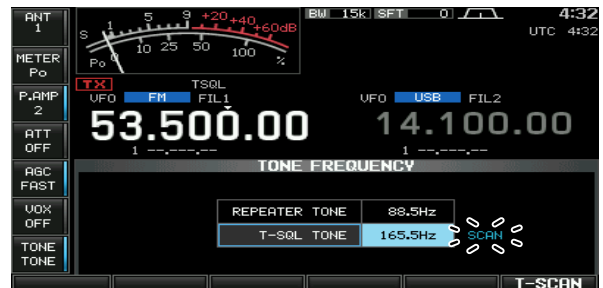 ANT 1
METER Po
P.AMP 2
ATT OFF
AGC FAST
VOX OFF
TONE TONE
S 1 5 9 +20 +40 +60dB
Po 0 10 25 50 100 %
BW 15k SFT 0 4:32
UTC 4:32
TX TSQL
VFO FM FIL1 VFO USB FIL2
53.500.00 14.100.00
1 --.---.-- 1 --.---.--
TONE FREQUENCY
REPEATER TONE 88.5Hz
T-SQL TONE 165.5Hz SCAN
T-SCAN